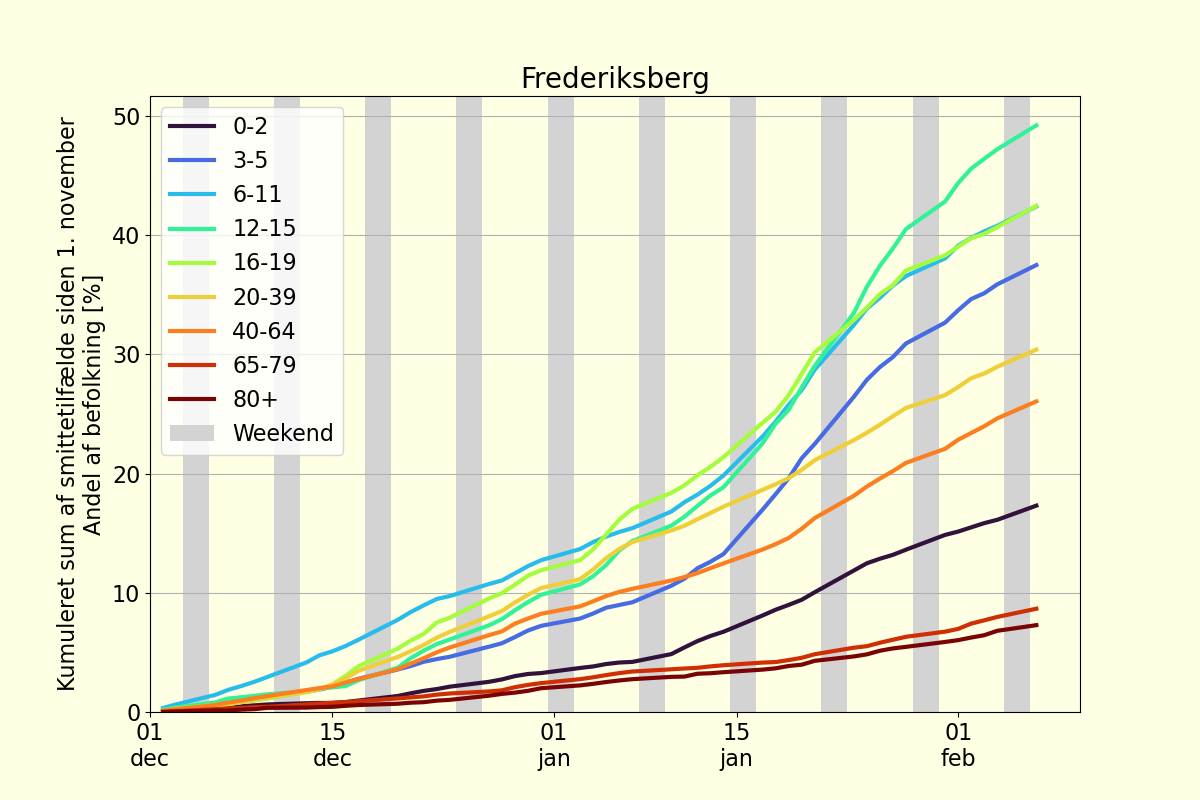 Frederiksberg
Kumuleret sum af smittetilfælde siden 1. november
Andel af befolkning [%]
50
40
30
20
10
0
0-2
3-5
6-11
12-15
16-19
20-39
40-64
65-79
80+
Weekend
01
dec
15
dec
01
jan
15
jan
01
feb